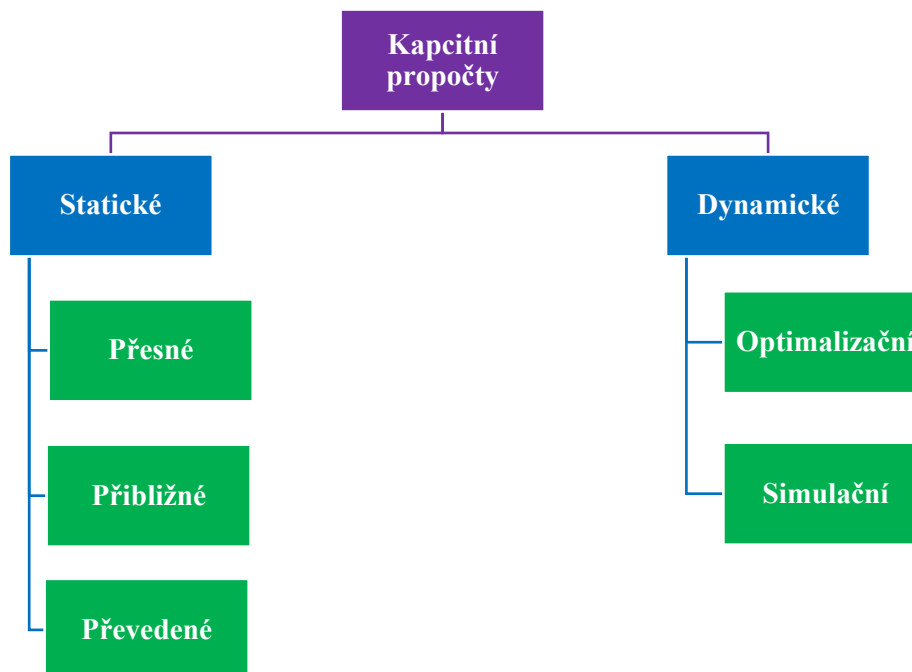 Kapcitní
propočty
Statické
Dynamické
Přesné
Optimalizační
Přibližné
Simulační
Převedené